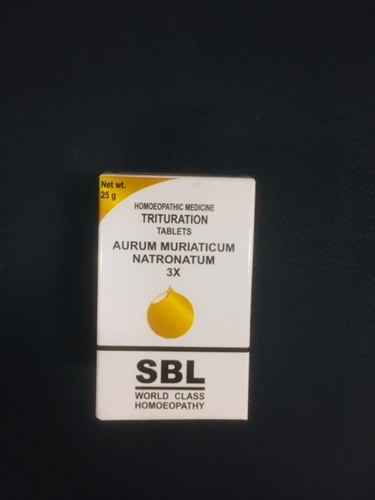 Net wt.
25 g
HOMOEOPATHIC MEDICINE
TRITURATION
TABLETS
AURUM MURIATICUM
NATRONATUM
3X
SBL
WORLD CLASS
HOMOEOPATHY